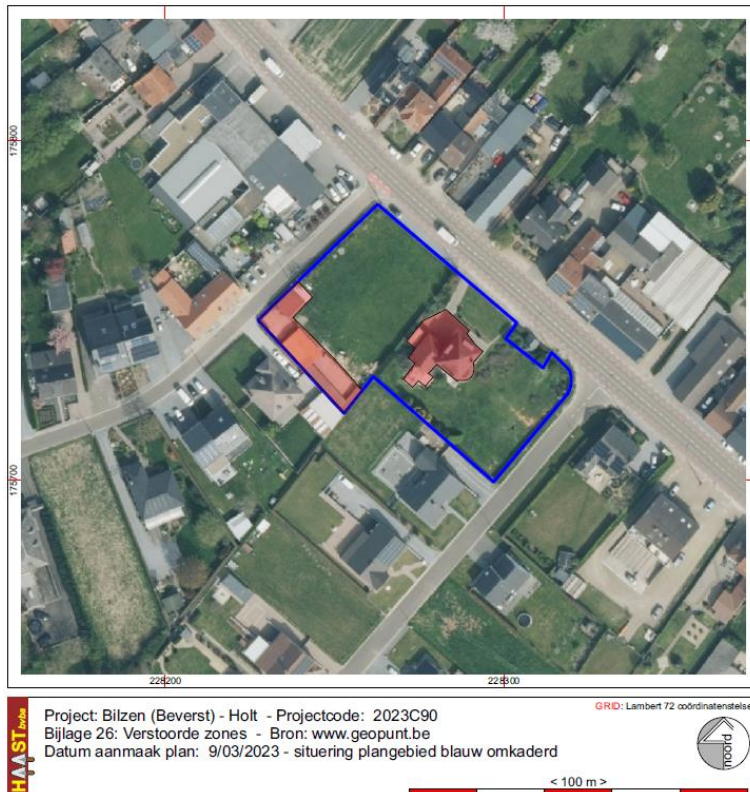 175800
175700
228200
228300
HAAST bvba
Project: Bilzen (Beverst) - Holt - Projectcode: 2023C90
Bijlage 26: Verstoorde zones - Bron: www.geopunt.be
Datum aanmaak plan: 9/03/2023 - situering plangebied blauw omkaderd
GRID: Lambert 72 coördinatenstelse
noord
< 100 m >